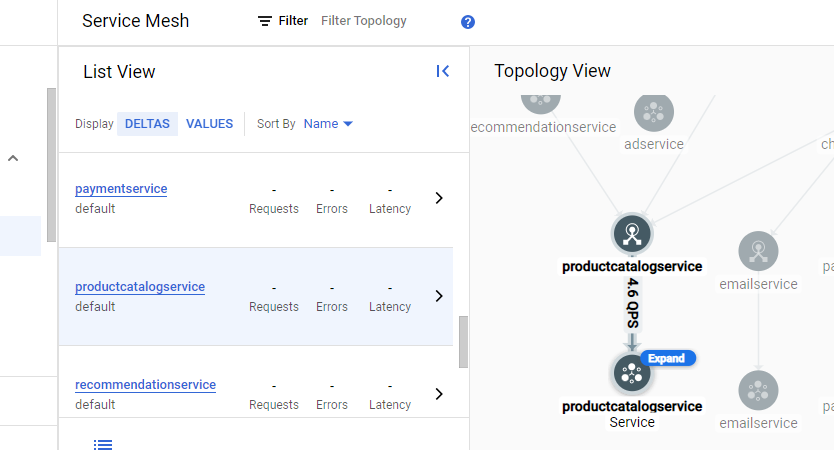 Service Mesh
Filter
Filter Topology
List View
Display
DELTAS
VALUES
Sort By
Name
paymentservice
default
-
Requests
-
Errors
-
Latency
productcatalogservice
default
-
Requests
-
Errors
-
Latency
recommendationservice
default
-
Requests
-
Errors
-
Latency
Topology View
ecommendationservice
adservice
ch
productcatalogservice
4.6 QPS
emailservice
pa
Expand
productcatalogservice
Service
emailservice
pa